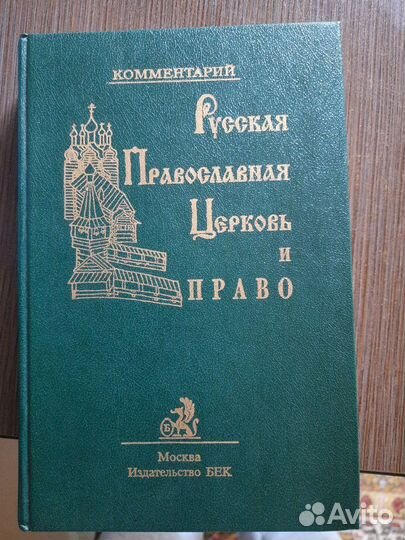 КОММЕНТАРИЙ
Русская
Православная
Церковь
и
ПРАВО
Б
Москва
Издательство БЕК
Avito